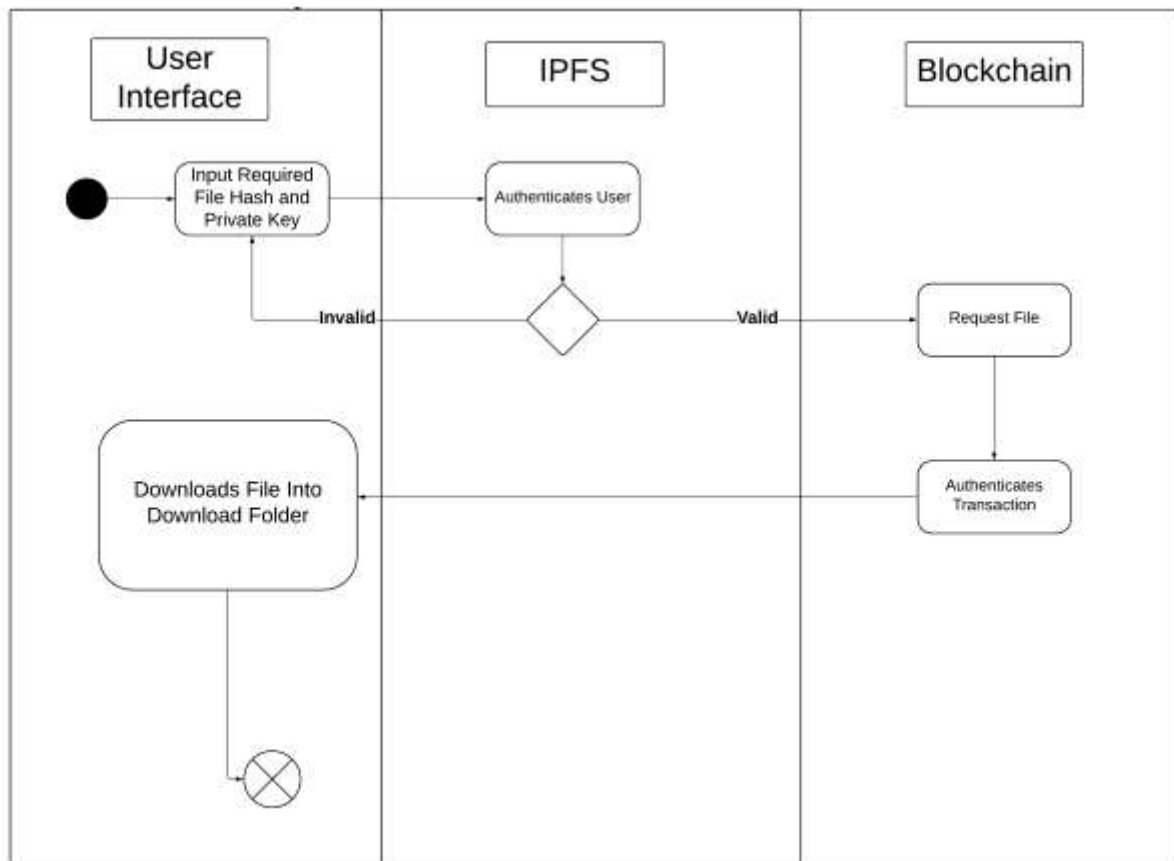 User
Interface
IPFS
Blockchain
Input Required
File Hash and
Private Key
Authenticates User
Invalid
Valid
Request File
Downloads File Into
Download Folder
Authenticates
Transaction